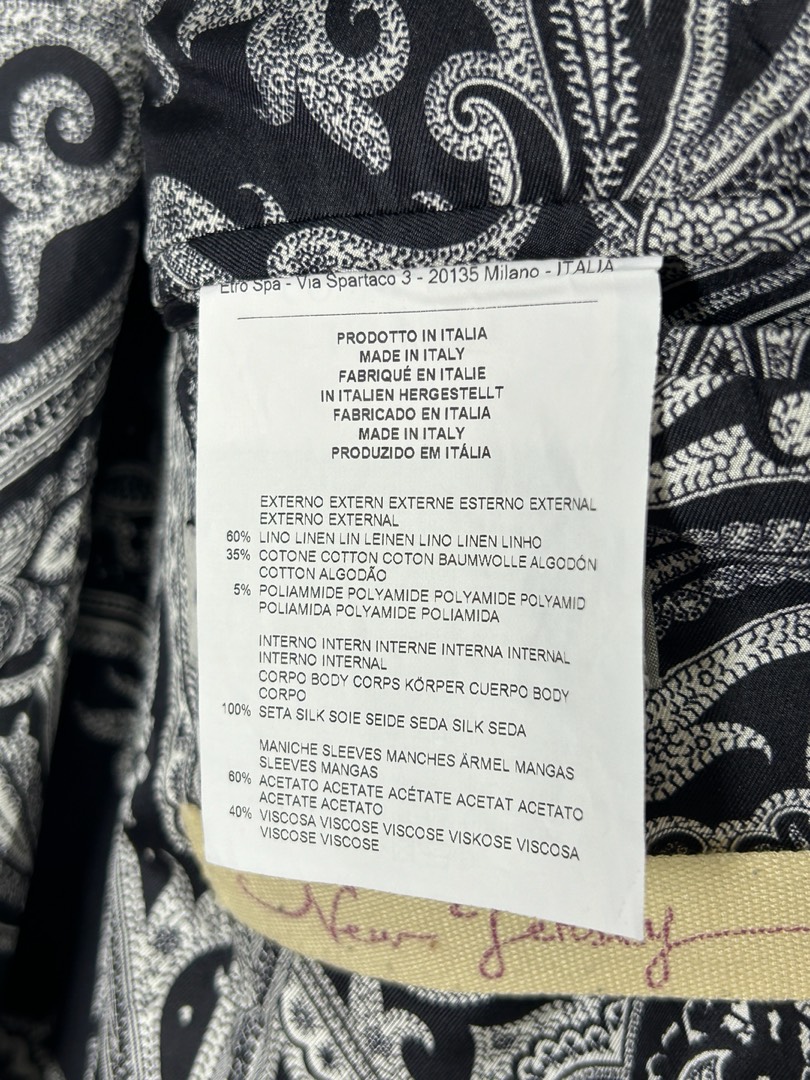 Etro Spa - Via Spartaco 3 - 20135 Milano - ITALIA
PRODOTTO IN ITALIA
MADE IN ITALY
FABRIQUÉ EN ITALIE
IN ITALIEN HERGESTELLT
FABRICADO EN ITALIA
MADE IN ITALY
PRODUZIDO EM ITÁLIA
EXTERNO EXTERN EXTERNE ESTERNO EXTERNAL
EXTERNO EXTERNAL
60% LINO LINEN LIN LEINEN LINO LINEN LINHO
35% COTONE COTTON COTON BAUMWOLLE ALGODÓN
COTTON ALGODÃO
5% POLIAMMIDE POLYAMIDE POLYAMIDE POLYAMID
POLIAMIDA POLYAMIDE POLIAMIDA
INTERNO INTERN INTERNE INTERNA INTERNAL
INTERNO INTERNAL
CORPO BODY CORPS KÖRPER CUERPO BODY
CORPO
100% SETA SILK SOIE SEIDE SEDA SILK SEDA
MANICHE SLEEVES MANCHES ÄRMEL MANGAS
SLEEVES MANGAS
60% ACETATO ACETATE ACÉTATE ACETAT ACETATO
ACETATE ACETATO
40% VISCOSA VISCOSE VISCOSE VISKOSE VISCOSA
VISCOSE VISCOSE
New Jersey